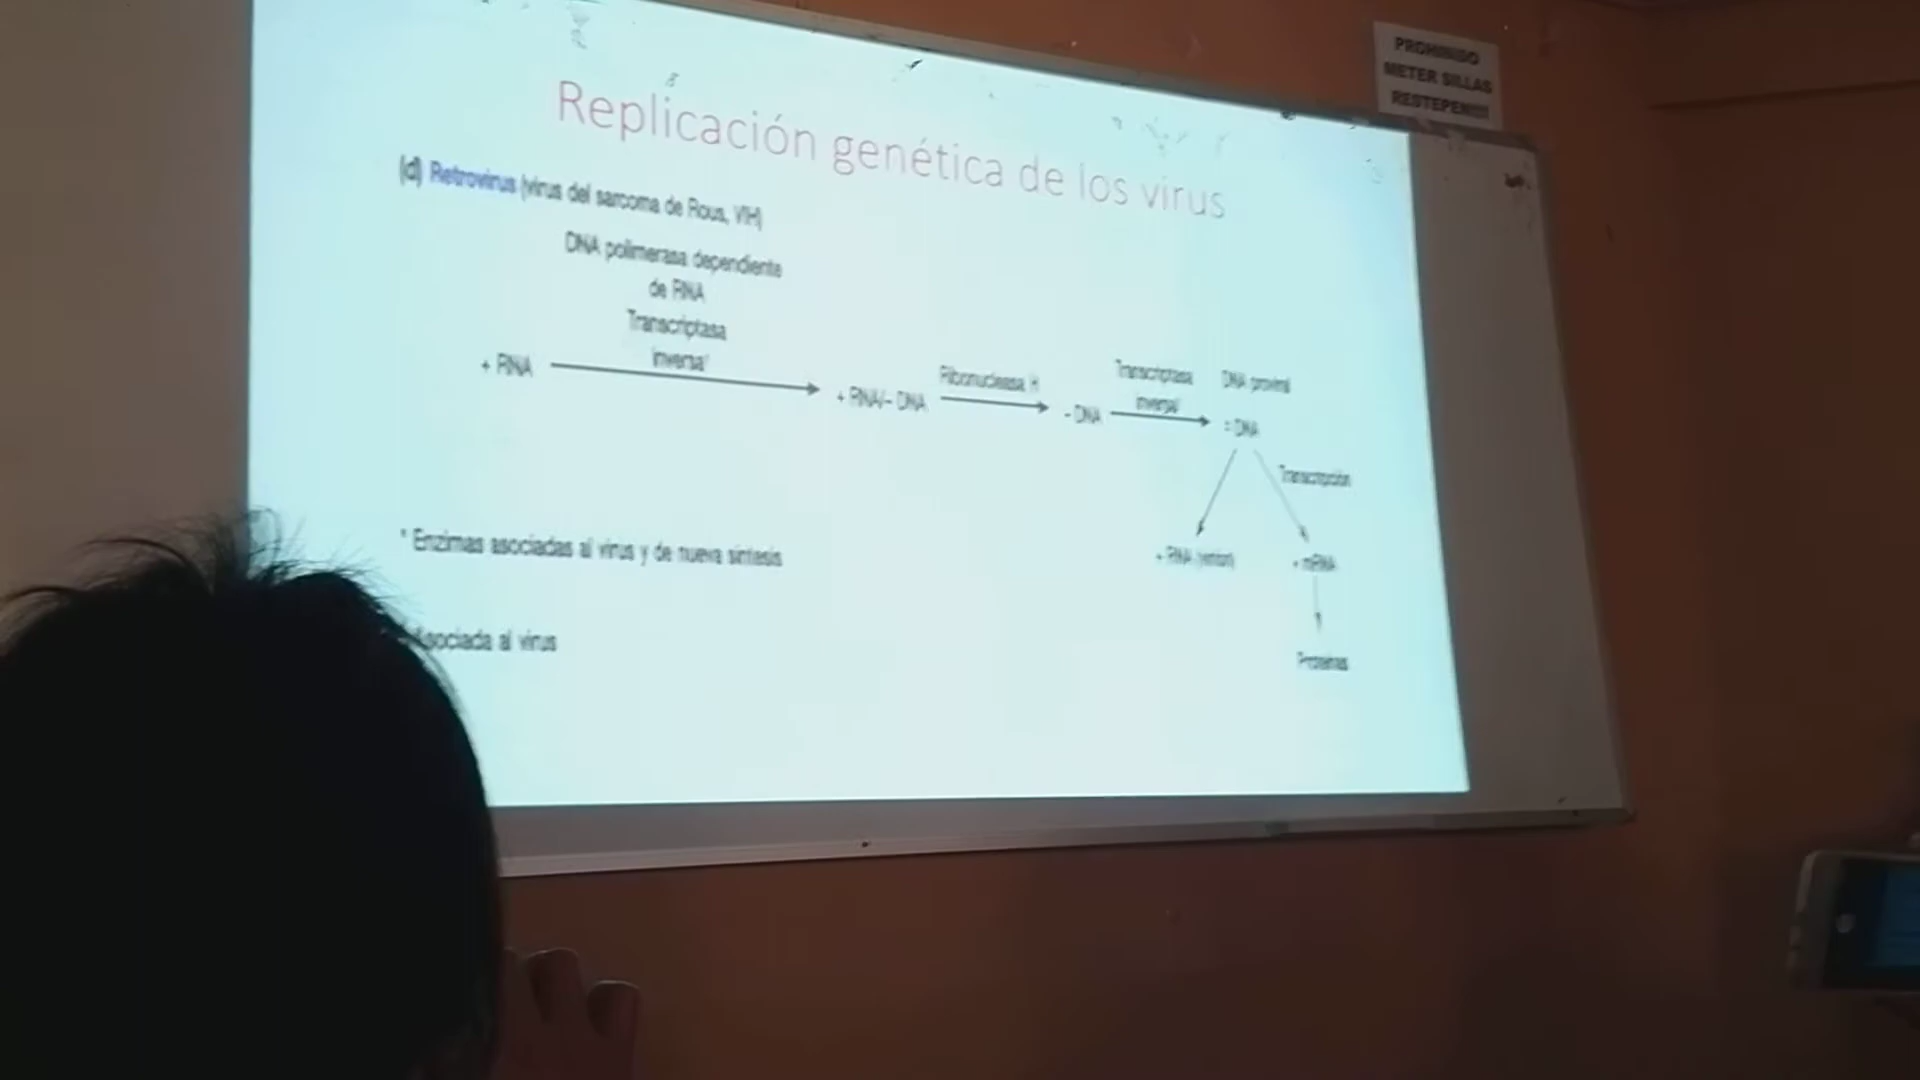 PROHIBIDO
METER SILLAS
RESTEPEN!!!!
Replicación genética de los virus
(d) Retrovirus (virus del sarcoma de Rous, VIH)
DNA polimerasa dependiente
de RNA
Transcriptasa
inversa*
+ RNA
+ RNA/– DNA
Ribonucleasa H
- DNA
Transcriptasa
inversa*
DNA proviral
± DNA
Transcripción
+ RNA (virión)
+ mRNA
Proteínas
* Enzimas asociadas al virus y de nueva síntesis
Asociada al virus